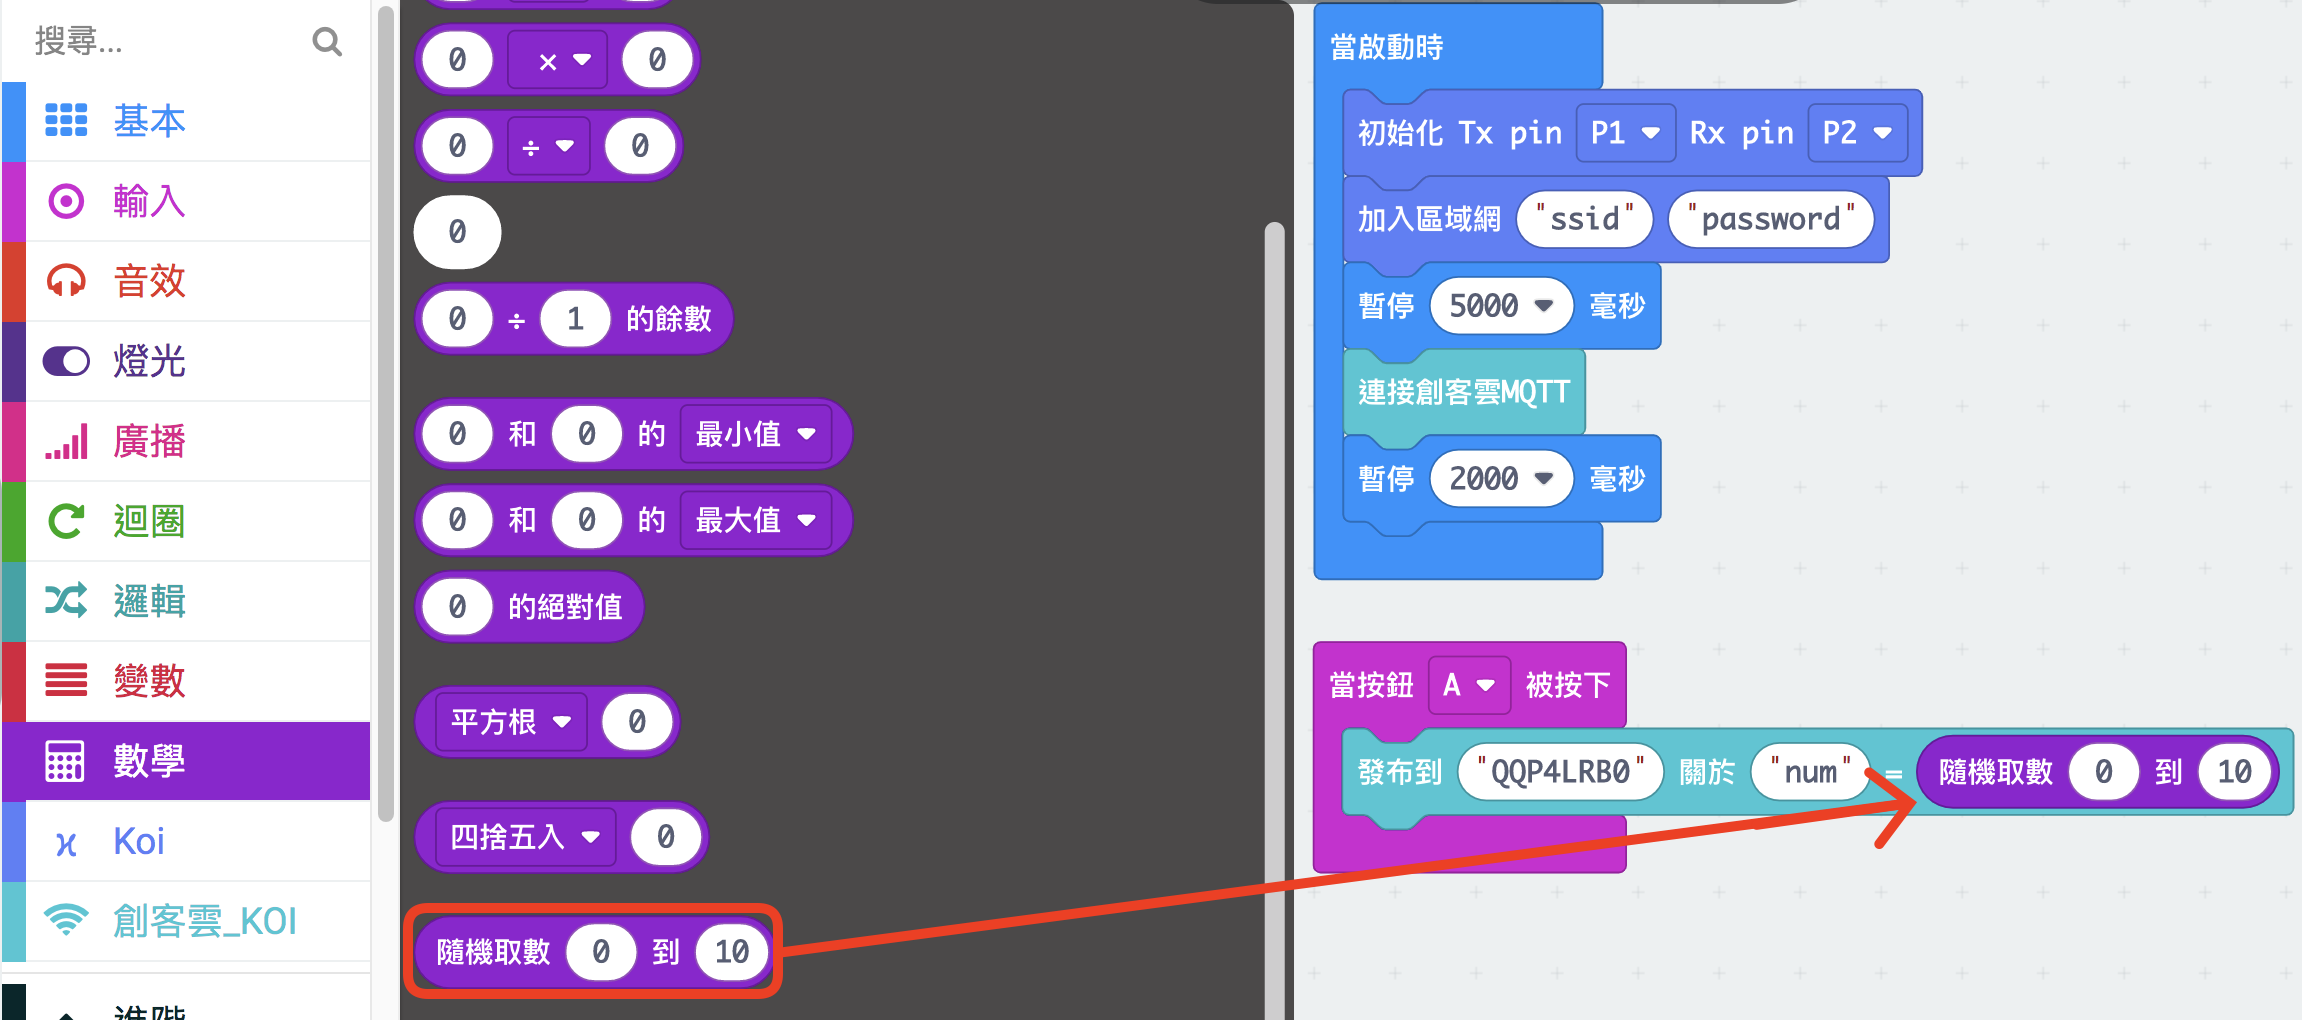 搜尋...
基本
輸入
音效
燈光
廣播
迴圈
邏輯
變數
數學
Koi
創客雲_KOI
進階
0 × 0
0 ÷ 0
0
0 ÷ 1 的餘數
0 和 0 的 最小值
0 和 0 的 最大值
0 的絕對值
平方根 0
四捨五入 0
隨機取數 0 到 10
當啟動時
初始化 Tx pin P1 Rx pin P2
加入區域網 "ssid" "password"
暫停 5000 毫秒
連接創客雲MQTT
暫停 2000 毫秒
當按鈕 A 被按下
發布到 "QQP4LRB0" 關於 "num" = 隨機取數 0 到 10